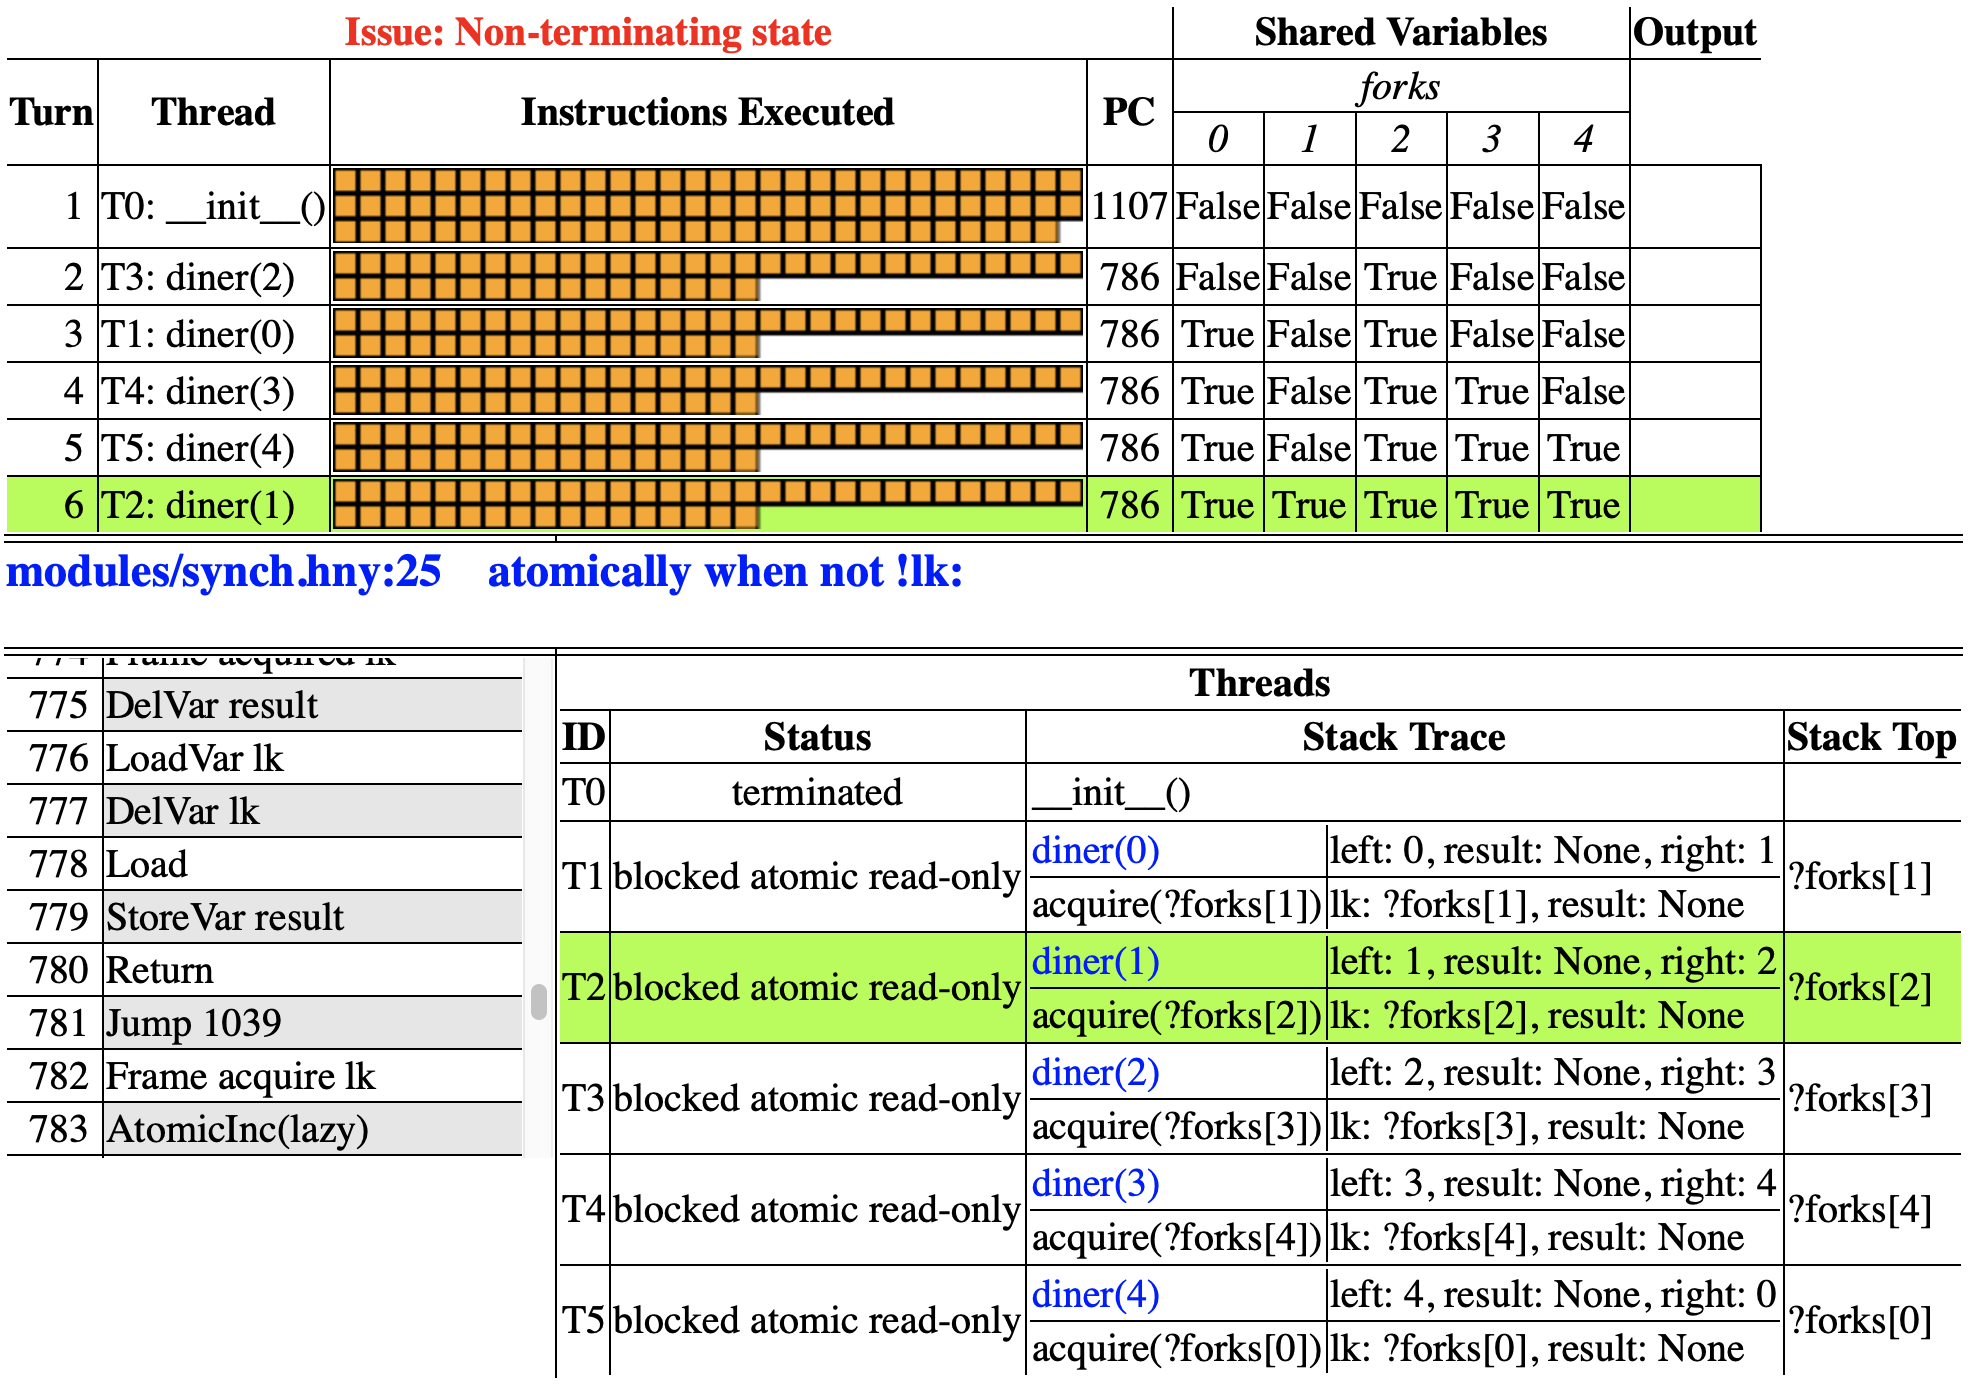 Issue: Non-terminating state Shared Variables Output
forks
Turn Thread Instructions Executed PC
0 1 2 3 4
1 T0: __init__() 1107 False False False False False
2 T3: diner(2) 786 False False True False False
3 T1: diner(0) 786 True False True False False
4 T4: diner(3) 786 True False True True False
5 T5: diner(4) 786 True False True True True
6 T2: diner(1) 786 True True True True True
modules/synch.hny:25 atomically when not !lk:
774 Frame acquired lk
775 DelVar result
776 LoadVar lk
777 DelVar lk
778 Load
779 StoreVar result
780 Return
781 Jump 1039
782 Frame acquire lk
783 AtomicInc(lazy)
Threads
ID Status Stack Trace Stack Top
T0 terminated __init__()
T1 blocked atomic read-only diner(0) left: 0, result: None, right: 1 ?forks[1]
acquire(?forks[1]) lk: ?forks[1], result: None
T2 blocked atomic read-only diner(1) left: 1, result: None, right: 2 ?forks[2]
acquire(?forks[2]) lk: ?forks[2], result: None
T3 blocked atomic read-only diner(2) left: 2, result: None, right: 3 ?forks[3]
acquire(?forks[3]) lk: ?forks[3], result: None
T4 blocked atomic read-only diner(3) left: 3, result: None, right: 4 ?forks[4]
acquire(?forks[4]) lk: ?forks[4], result: None
T5 blocked atomic read-only diner(4) left: 4, result: None, right: 0 ?forks[0]
acquire(?forks[0]) lk: ?forks[0], result: None